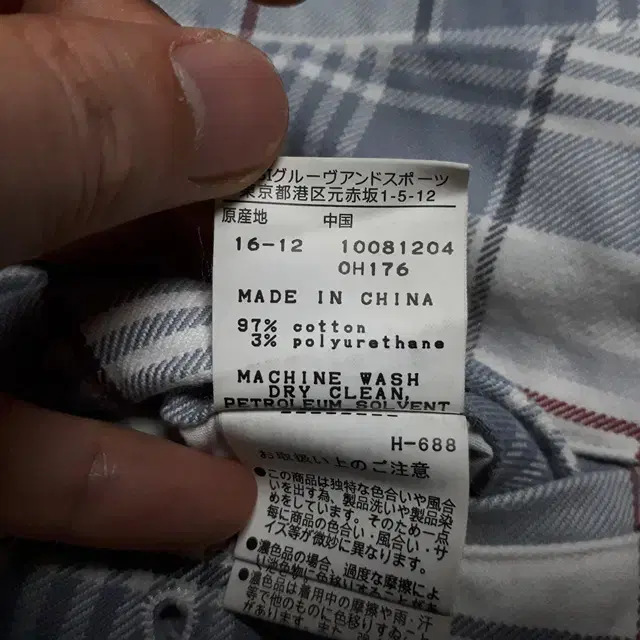 グルーヴアンドスポーツ
東京都港区元赤坂1-5-12
原産地 中国
16-12 10081204
OH176
MADE IN CHINA
97% cotton
3% polyurethane
MACHINE WASH
DRY CLEAN,
PETROLEUM SOLVENT
H-688
お取扱い上のご注意
●この商品は独特な色合いや風合
いを出す為、製品洗いや製品染
めをしています。そのため一点
毎に商品の色合い・風合い・サ
イズ等が微妙に異なります。
●濃色品の場合、過度な摩擦によ
り他の
●濃色品は着用中の摩擦や雨・汗
等で他のものに色移りする
があります。